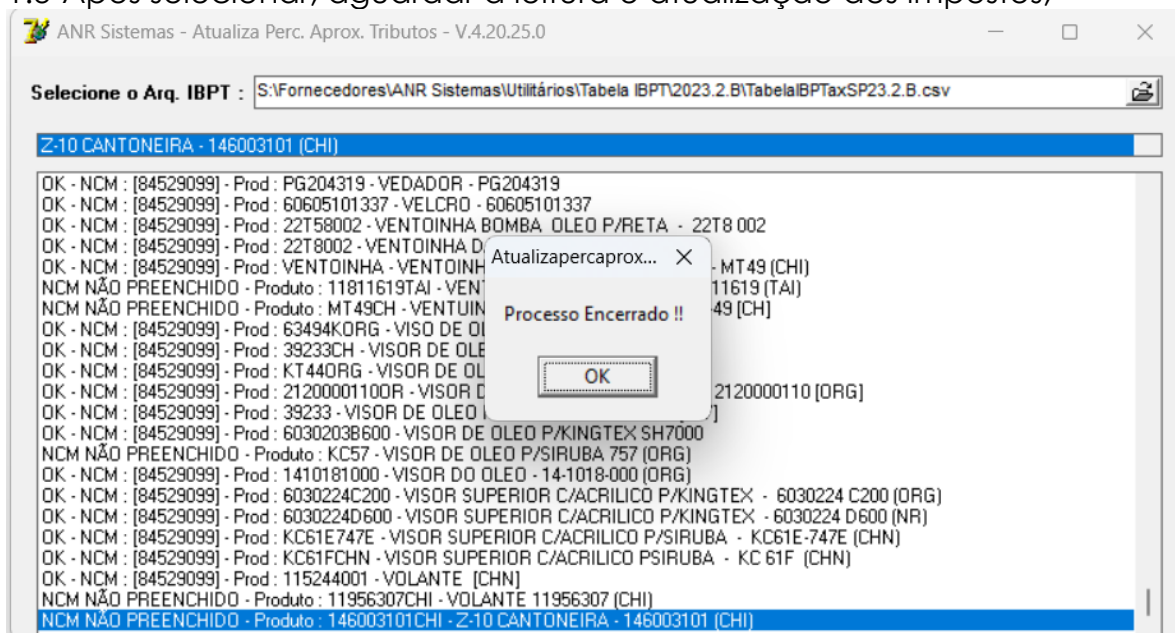 1.3 Após selecionar, aguardar a leitura e atualização dos impostos;
ANR Sistemas - Atualiza Perc. Aprox. Tributos - V.4.20.25.0
Selecione o Arq. IBPT : S:\Fornecedores\ANR Sistemas\Utilitários\Tabela IBPT\2023.2.B\TabelaIBPTaxSP23.2.B.csv
Z-10 CANTONEIRA - 146003101 (CHI)
OK - NCM : [84529099] - Prod : PG204319 - VEDADOR - PG204319
OK - NCM : [84529099] - Prod : 60605101337 - VELCRO - 60605101337
OK - NCM : [84529099] - Prod : 22T58002 - VENTOINHA BOMBA OLEO P/RETA - 22T8 002
OK - NCM : [84529099] - Prod : 22T8002 - VENTOINHA D
OK - NCM : [84529099] - Prod : VENTOINHA - VENTOINH - MT49 (CHI)
NCM NÃO PREENCHIDO - Produto : 11811619TAI - VEN 11619 (TAI)
NCM NÃO PREENCHIDO - Produto : MT49CH - VENTUIN -49 [CH]
OK - NCM : [84529099] - Prod : 63494KORG - VISO DE OL
OK - NCM : [84529099] - Prod : 39233CH - VISOR DE OLE
OK - NCM : [84529099] - Prod : KT44ORG - VISOR DE OL
OK - NCM : [84529099] - Prod : 2120000110OR - VISOR D 2120000110 [ORG]
OK - NCM : [84529099] - Prod : 39233 - VISOR DE OLEO
OK - NCM : [84529099] - Prod : 6030203B600 - VISOR DE OLEO P/KINGTEX SH7000
NCM NÃO PREENCHIDO - Produto : KC57 - VISOR DE OLEO P/SIRUBA 757 (ORG)
OK - NCM : [84529099] - Prod : 1410181000 - VISOR DO OLEO - 14-1018-000 (ORG)
OK - NCM : [84529099] - Prod : 6030224C200 - VISOR SUPERIOR C/ACRILICO P/KINGTEX - 6030224 C200 (ORG)
OK - NCM : [84529099] - Prod : 6030224D600 - VISOR SUPERIOR C/ACRILICO P/KINGTEX - 6030224 D600 (NR)
OK - NCM : [84529099] - Prod : KC61E747E - VISOR SUPERIOR C/ACRILICO P/SIRUBA - KC61E-747E (CHN)
OK - NCM : [84529099] - Prod : KC61FCHN - VISOR SUPERIOR C/ACRILICO PSIRUBA - KC 61F (CHN)
OK - NCM : [84529099] - Prod : 115244001 - VOLANTE [CHN]
NCM NÃO PREENCHIDO - Produto : 11956307CHI - VOLANTE 11956307 (CHI)
NCM NÃO PREENCHIDO - Produto : 146003101CHI - Z-10 CANTONEIRA - 146003101 (CHI)
Atualizapercaprox...
Processo Encerrado !!
OK